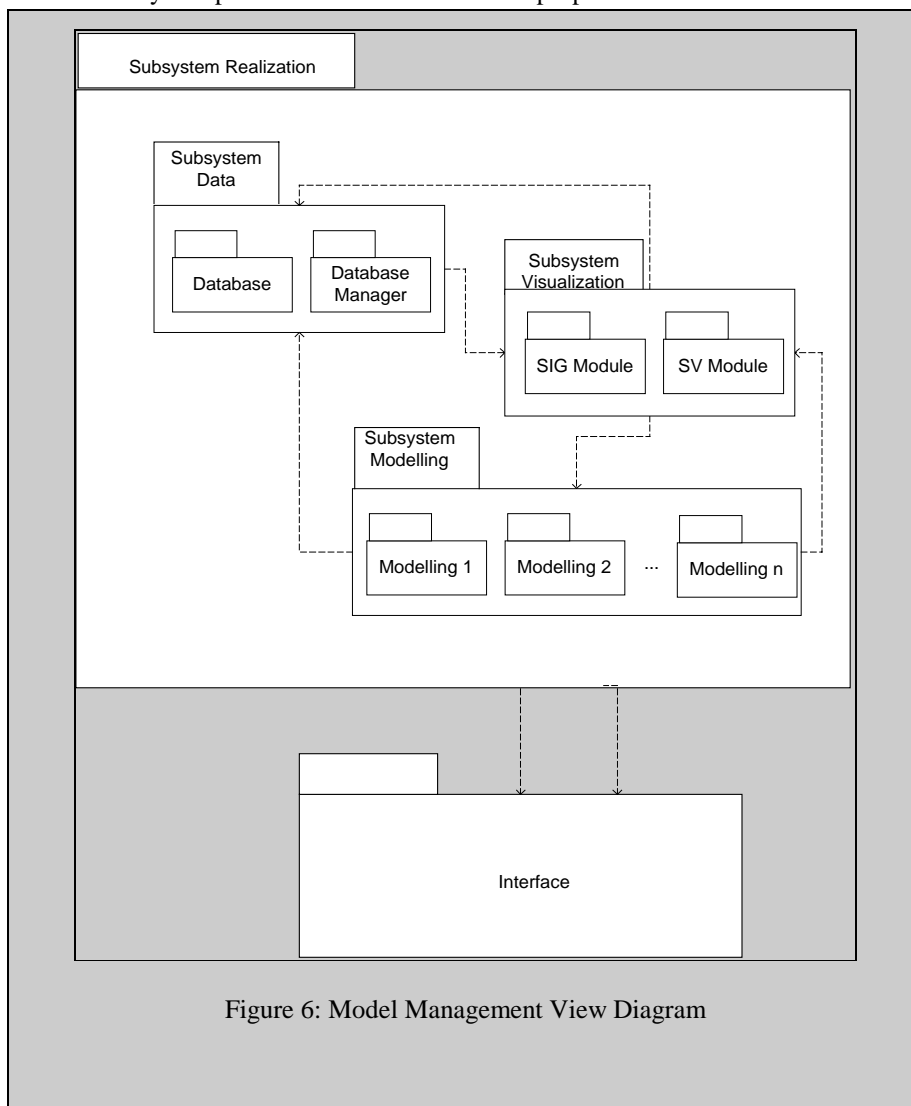 Subsystem Realization
Subsystem
Data
Database
Database
Manager
Subsystem
Visualization
SIG Module
SV Module
Subsystem
Modelling
Modelling 1
Modelling 2
...
Modelling n
Interface
Figure 6: Model Management View Diagram